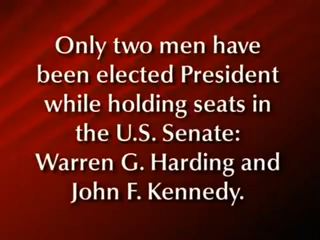 Only two men have
been elected President
while holding seats in
the U.S. Senate:
Warren G. Harding and
John F. Kennedy.